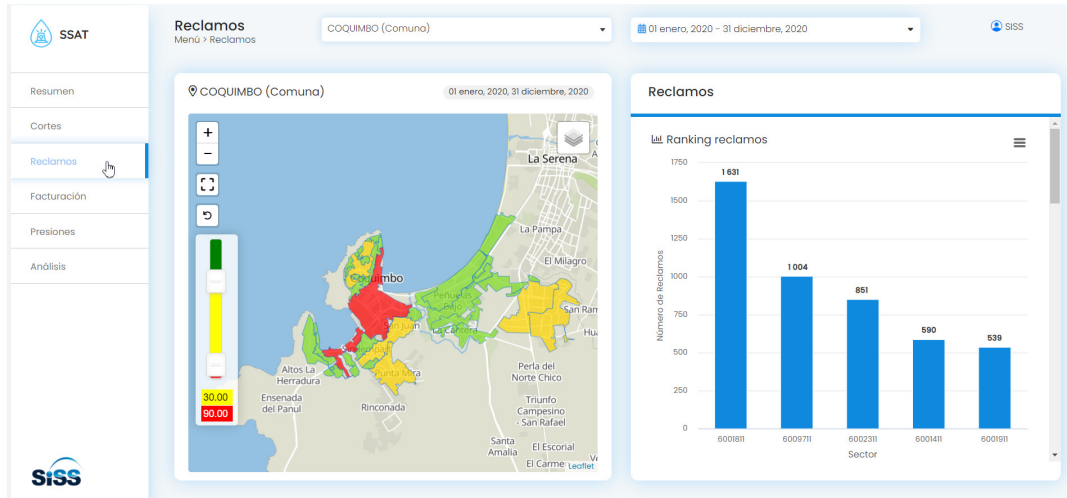 SSAT
Reclamos
Menú > Reclamos
COQUIMBO (Comuna)
01 enero, 2020 - 31 diciembre, 2020
SISS
Resumen
Cortes
Reclamos
Facturación
Presiones
Análisis
SiSS
COQUIMBO (Comuna)
01 enero, 2020, 31 diciembre, 2020
+
−
30.00
90.00
La Serena
La Pampa
El Milagro
Coquimbo
Peñuelas
Bajo
San Juan
La Cantera
San Ram
Hua
Altos La
Herradura
Punta Mira
Perla del
Norte Chico
Ensenada
del Panul
Rinconada
Triunfo
Campesino
- San Rafael
Santa
Amalia
El Escorial
El Carme
Leaflet
Reclamos
Ranking reclamos
Número de Reclamos
1750
1500
1250
1000
750
500
250
0
1 631
1 004
851
590
539
6001811
6009711
6002311
6001411
6001911
Sector